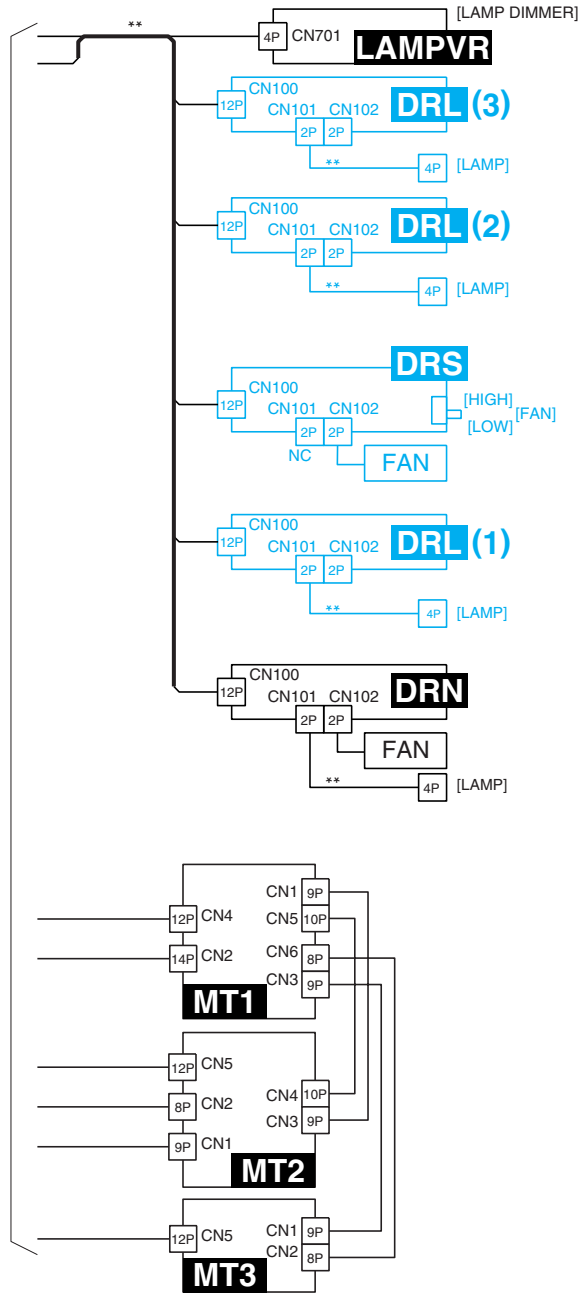 ** [LAMP DIMMER]
4P CN701
LAMPVR
CN100
12P CN101 CN102 DRL (3)
2P 2P
** 4P [LAMP]
CN100
12P CN101 CN102 DRL (2)
2P 2P
** 4P [LAMP]
DRS
CN100
12P CN101 CN102 [HIGH] [FAN]
2P 2P [LOW]
NC FAN
CN100
12P CN101 CN102 DRL (1)
2P 2P
** 4P [LAMP]
CN100
12P CN101 CN102 DRN
2P 2P
FAN
** 4P [LAMP]
CN1 9P
12P CN4 CN5 10P
14P CN2 CN6 8P
CN3 9P
MT1
12P CN5
8P CN2 CN4 10P
CN3 9P
9P CN1
MT2
12P CN5 CN1 9P
CN2 8P
MT3